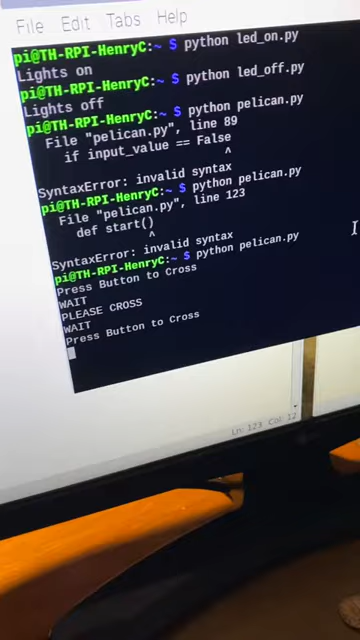 File Edit Tabs Help
pi@TH-RPI-HenryC:~ $ python led_on.py
Lights on
pi@TH-RPI-HenryC:~ $ python led_off.py
Lights off
pi@TH-RPI-HenryC:~ $ python pelican.py
File "pelican.py", line 89
if input_value == False
^
SyntaxError: invalid syntax
pi@TH-RPI-HenryC:~ $ python pelican.py
File "pelican.py", line 123
def start()
^
SyntaxError: invalid syntax
pi@TH-RPI-HenryC:~ $ python pelican.py
Press Button to Cross
WAIT
PLEASE CROSS
WAIT
Press Button to Cross
Ln: 123 Col: 12